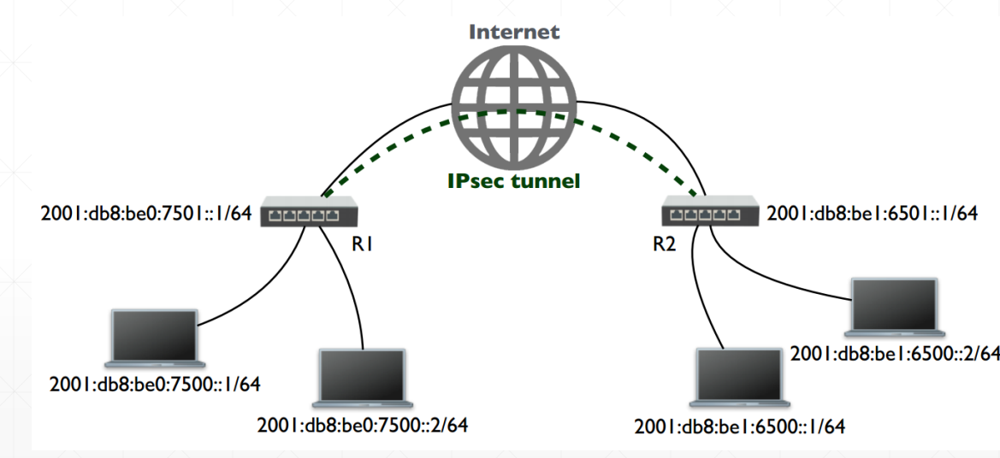 Internet
IPsec tunnel
2001:db8:be0:7501::1/64
R1
2001:db8:be1:6501::1/64
R2
2001:db8:be0:7500::1/64
2001:db8:be0:7500::2/64
2001:db8:be1:6500::2/64
2001:db8:be1:6500::1/64